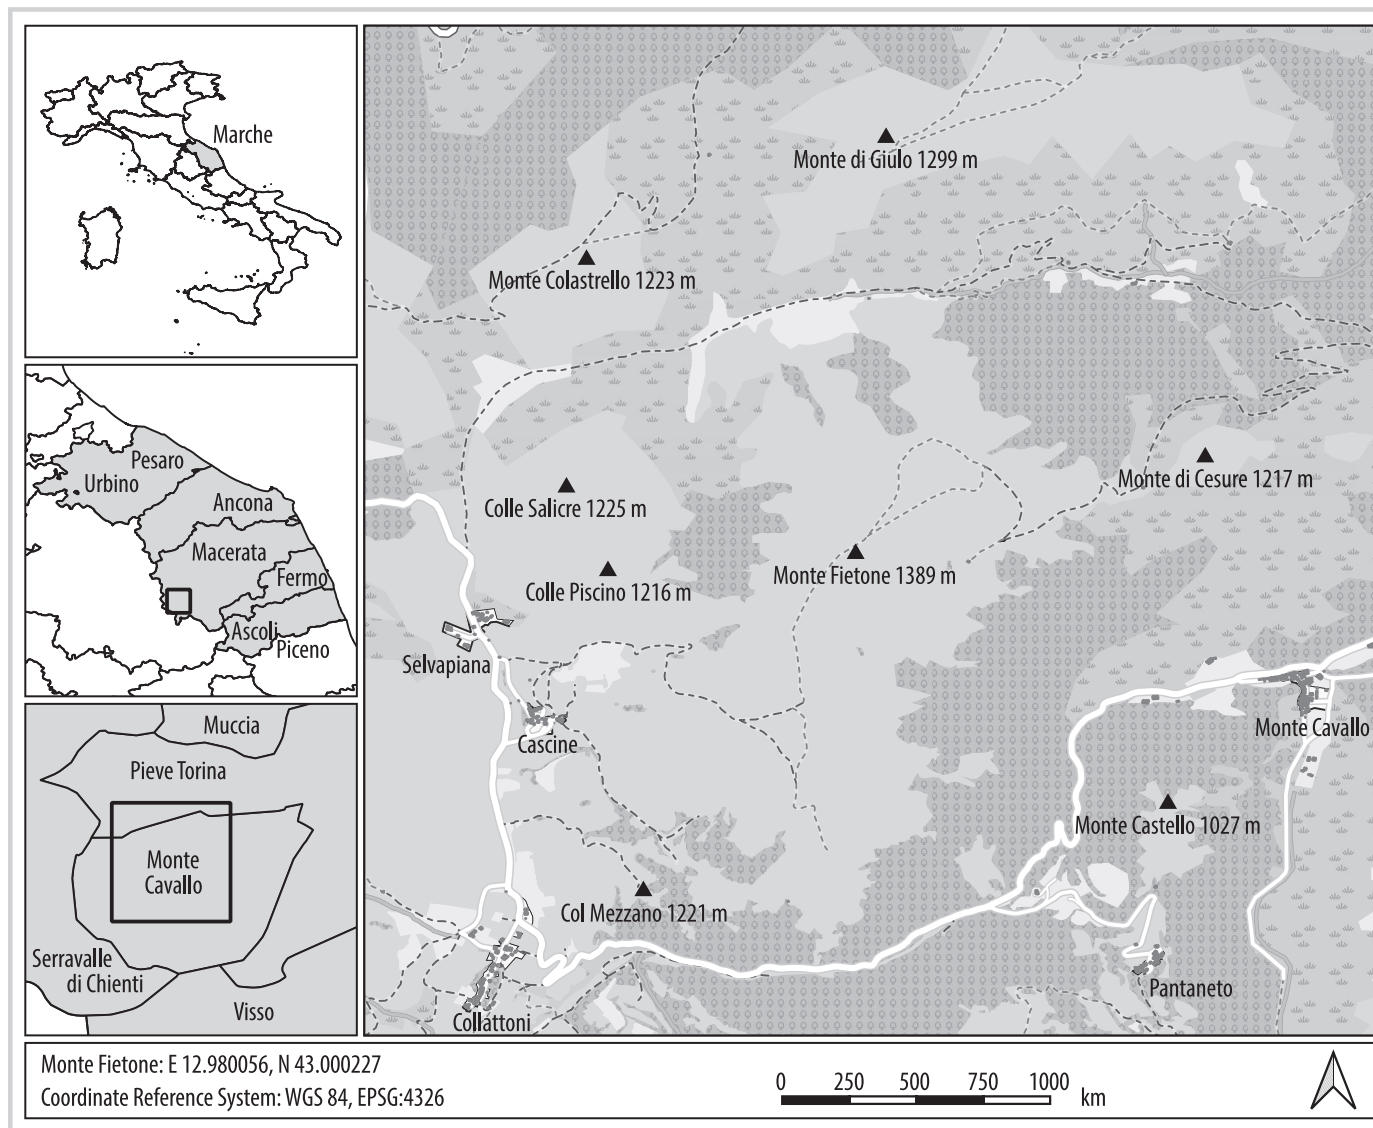 Marche
Pesaro
Urbino
Ancona
Macerata
Fermo
Ascoli
Piceno
Muccia
Pieve Torina
Monte
Cavallo
Serravalle
di Chienti
Visso
Monte di Giulo 1299 m
Monte Colastrello 1223 m
Monte di Cesure 1217 m
Colle Salicre 1225 m
Monte Fietone 1389 m
Colle Piscino 1216 m
Selvapiana
Cascine
Monte Cavallo
Monte Castello 1027 m
Col Mezzano 1221 m
Pantaneto
Collattoni
Monte Fietone: E 12.980056, N 43.000227
Coordinate Reference System: WGS 84, EPSG:4326
0 250 500 750 1000 km